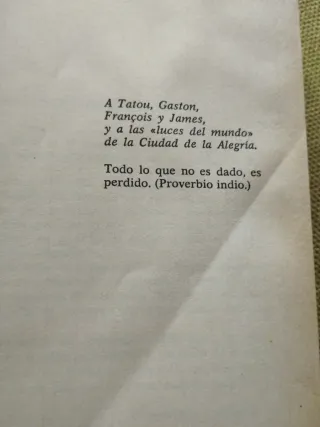 A Tatou, Gaston,
François y James,
y a las «luces del mundo»
de la Ciudad de la Alegría.
Todo lo que no es dado, es
perdido. (Proverbio indio.)